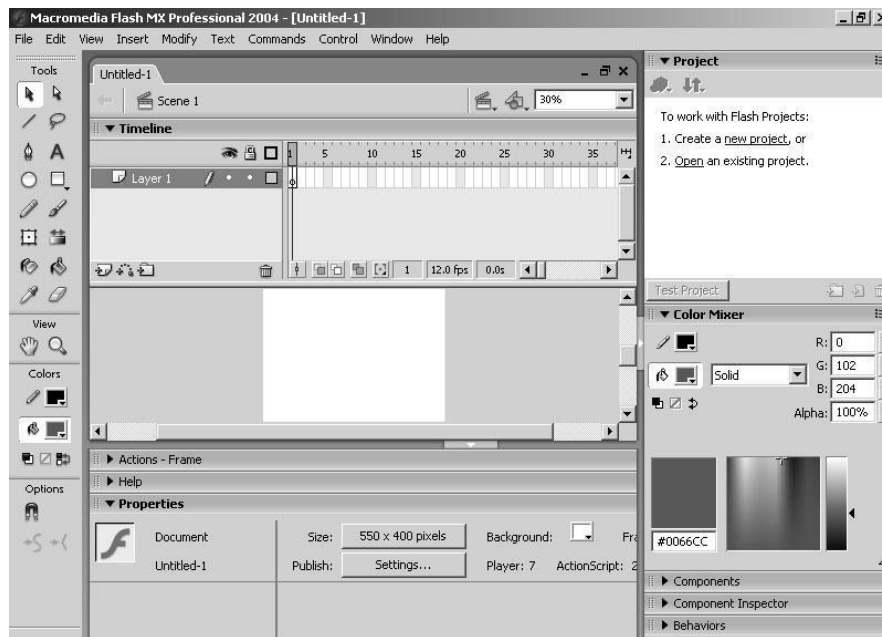 Macromedia Flash MX Professional 2004 - [Untitled-1]
File Edit View Insert Modify Text Commands Control Window Help
Tools
View
Colors
Options
Untitled-1
Scene 1
30%
Timeline
1 5 10 15 20 25 30 35
Layer 1
1 12.0 fps 0.0s
Actions - Frame
Help
Properties
Document
Size: 550 x 400 pixels Background: Fra
Untitled-1
Publish: Settings... Player: 7 ActionScript: 2
Project
To work with Flash Projects:
1. Create a new project, or
2. Open an existing project.
Test Project
Color Mixer
R: 0
Solid
G: 102
B: 204
Alpha: 100%
#0066CC
Components
Component Inspector
Behaviors